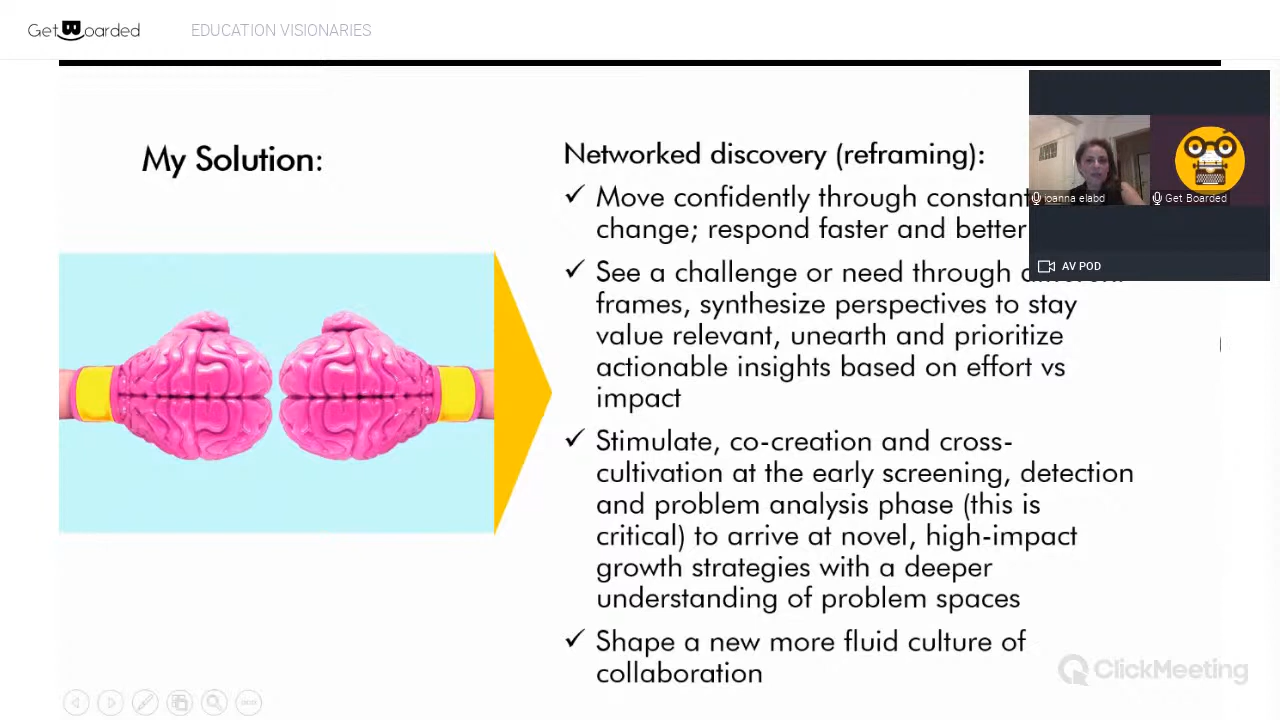 Get Boarded
EDUCATION VISIONARIES
My Solution:
Networked discovery (reframing):
✓ Move confidently through constant
change; respond faster and better
✓ See a challenge or need through
frames, synthesize perspectives to stay
value relevant, unearth and prioritize
actionable insights based on effort vs
impact
✓ Stimulate, co-creation and cross-
cultivation at the early screening, detection
and problem analysis phase (this is
critical) to arrive at novel, high-impact
growth strategies with a deeper
understanding of problem spaces
✓ Shape a new more fluid culture of
collaboration
ioanna elabd
Get Boarded
AV POD
ClickMeeting